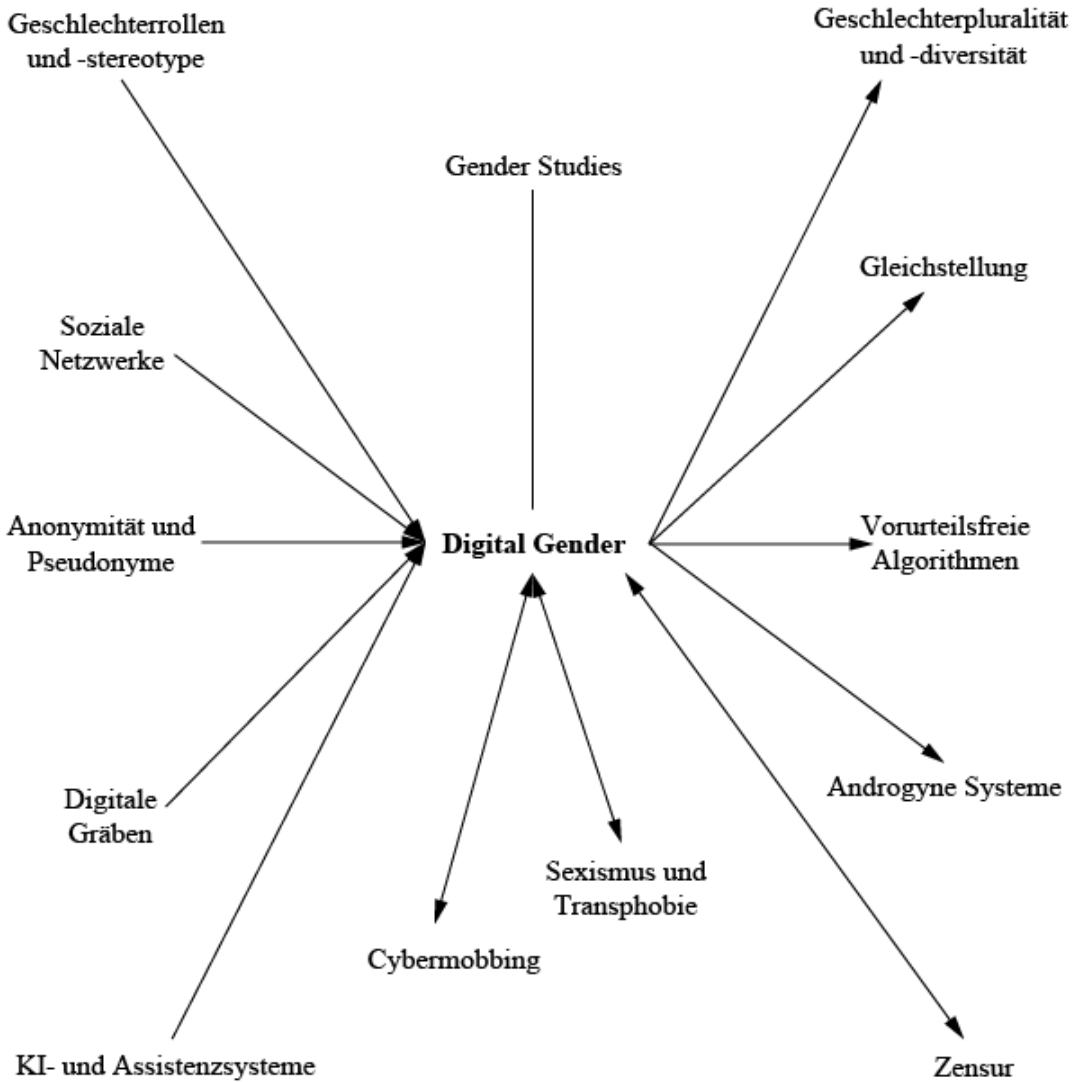 Geschlechterrollen
und -stereotype
Geschlechterpluralität
und -diversität
Gender Studies
Gleichstellung
Soziale
Netzwerke
Anonymität und
Pseudonyme
Digital Gender
Vorurteilsfreie
Algorithmen
Digitale
Gräben
Androgyne Systeme
Sexismus und
Transphobie
Cybermobbing
KI- und Assistenzsysteme
Zensur